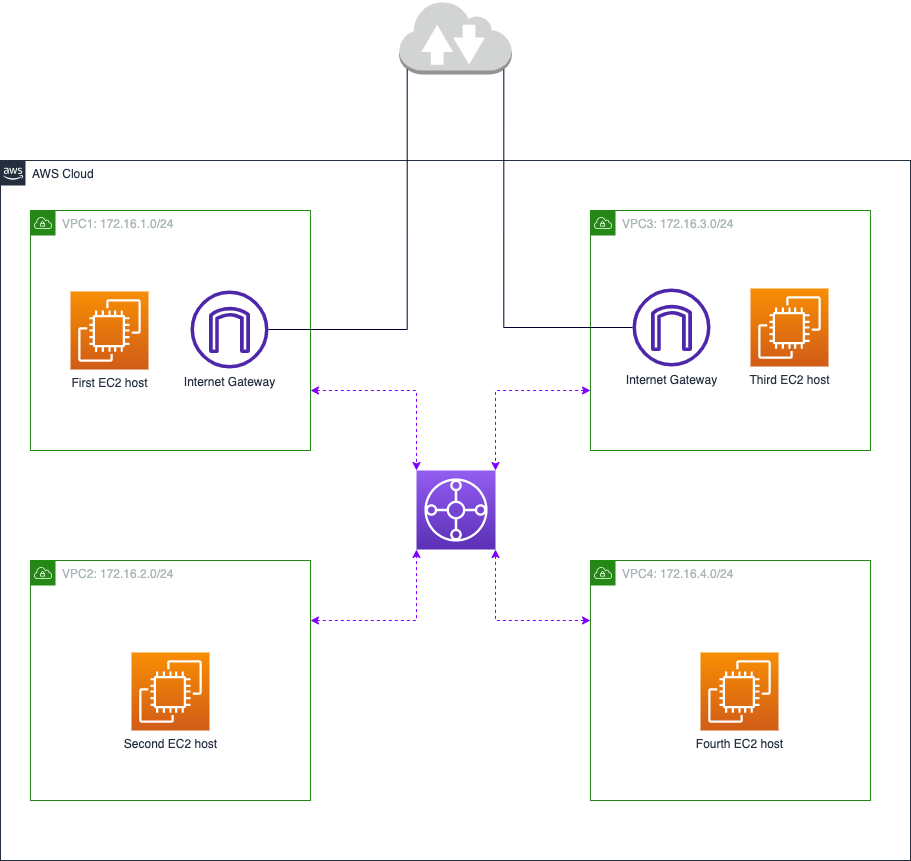 aws
AWS Cloud
VPC1: 172.16.1.0/24
First EC2 host
Internet Gateway
VPC3: 172.16.3.0/24
Internet Gateway
Third EC2 host
VPC2: 172.16.2.0/24
Second EC2 host
VPC4: 172.16.4.0/24
Fourth EC2 host